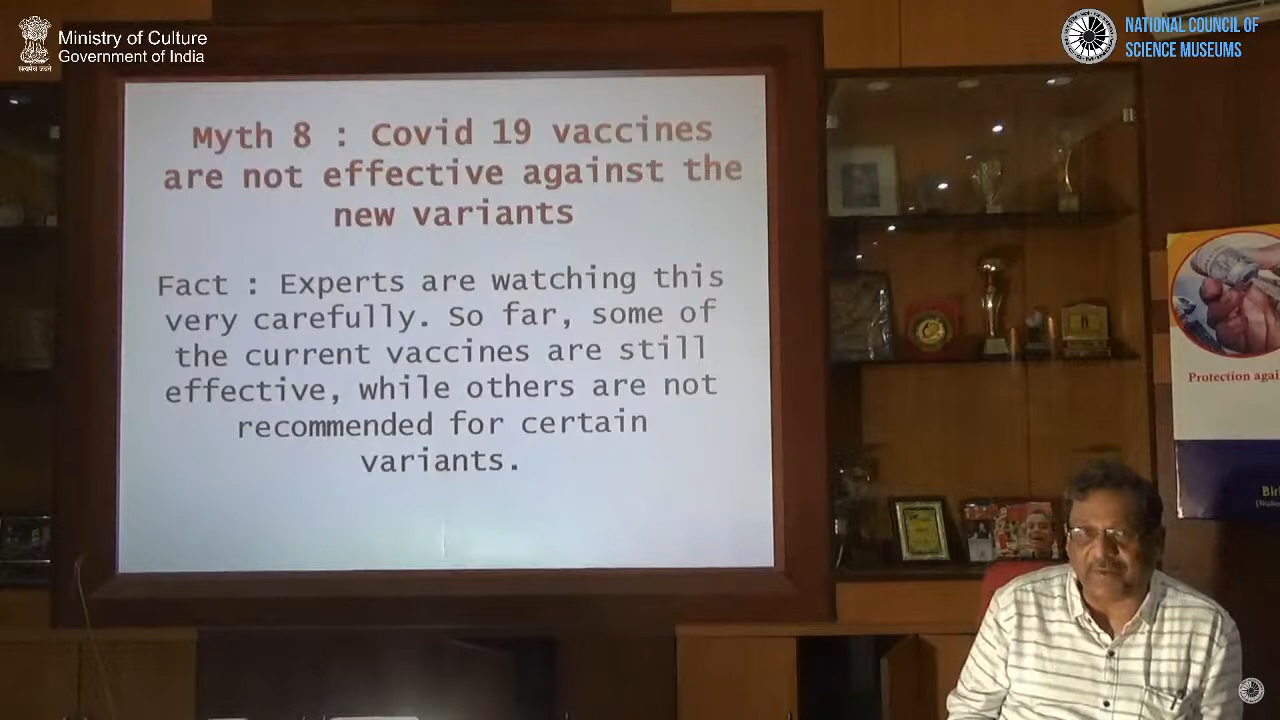 Ministry of Culture
Government of India
NATIONAL COUNCIL OF
SCIENCE MUSEUMS
Myth 8 : Covid 19 vaccines
are not effective against the
new variants
Fact : Experts are watching this
very carefully. So far, some of
the current vaccines are still
effective, while others are not
recommended for certain
variants.
Protection agai